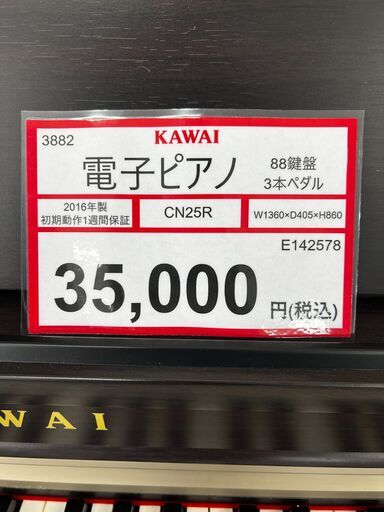 3882
KAWAI
電子ピアノ
88鍵盤
3本ペダル
2016年製
初期動作1週間保証
CN25R
W1360×D405×H860
E142578
35,000
円(税込)
WAI